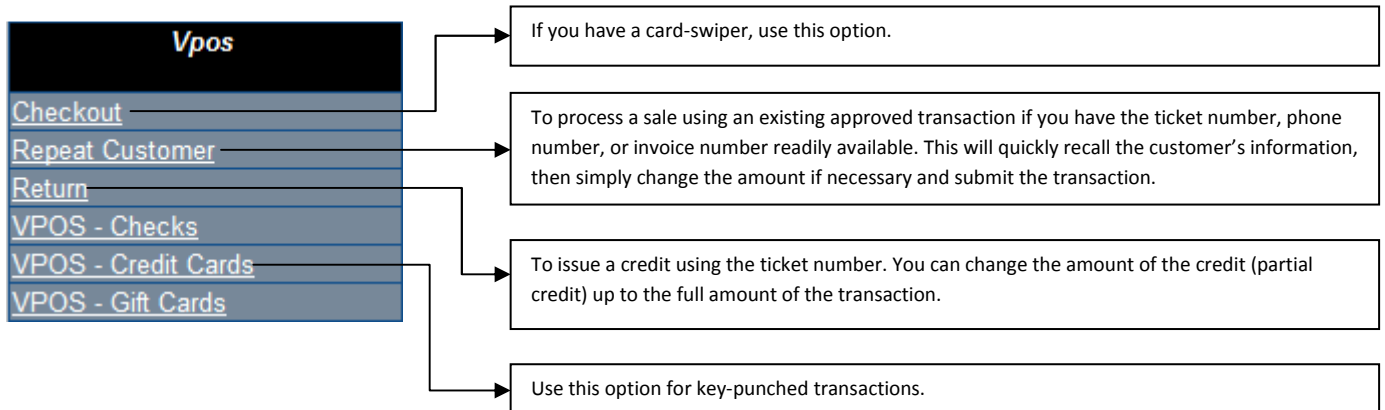 Vpos
Checkout
Repeat Customer
Return
VPOS - Checks
VPOS - Credit Cards
VPOS - Gift Cards
If you have a card-swiper, use this option.
To process a sale using an existing approved transaction if you have the ticket number, phone
number, or invoice number readily available. This will quickly recall the customer's information,
then simply change the amount if necessary and submit the transaction.
To issue a credit using the ticket number. You can change the amount of the credit (partial
credit) up to the full amount of the transaction.
Use this option for key-punched transactions.